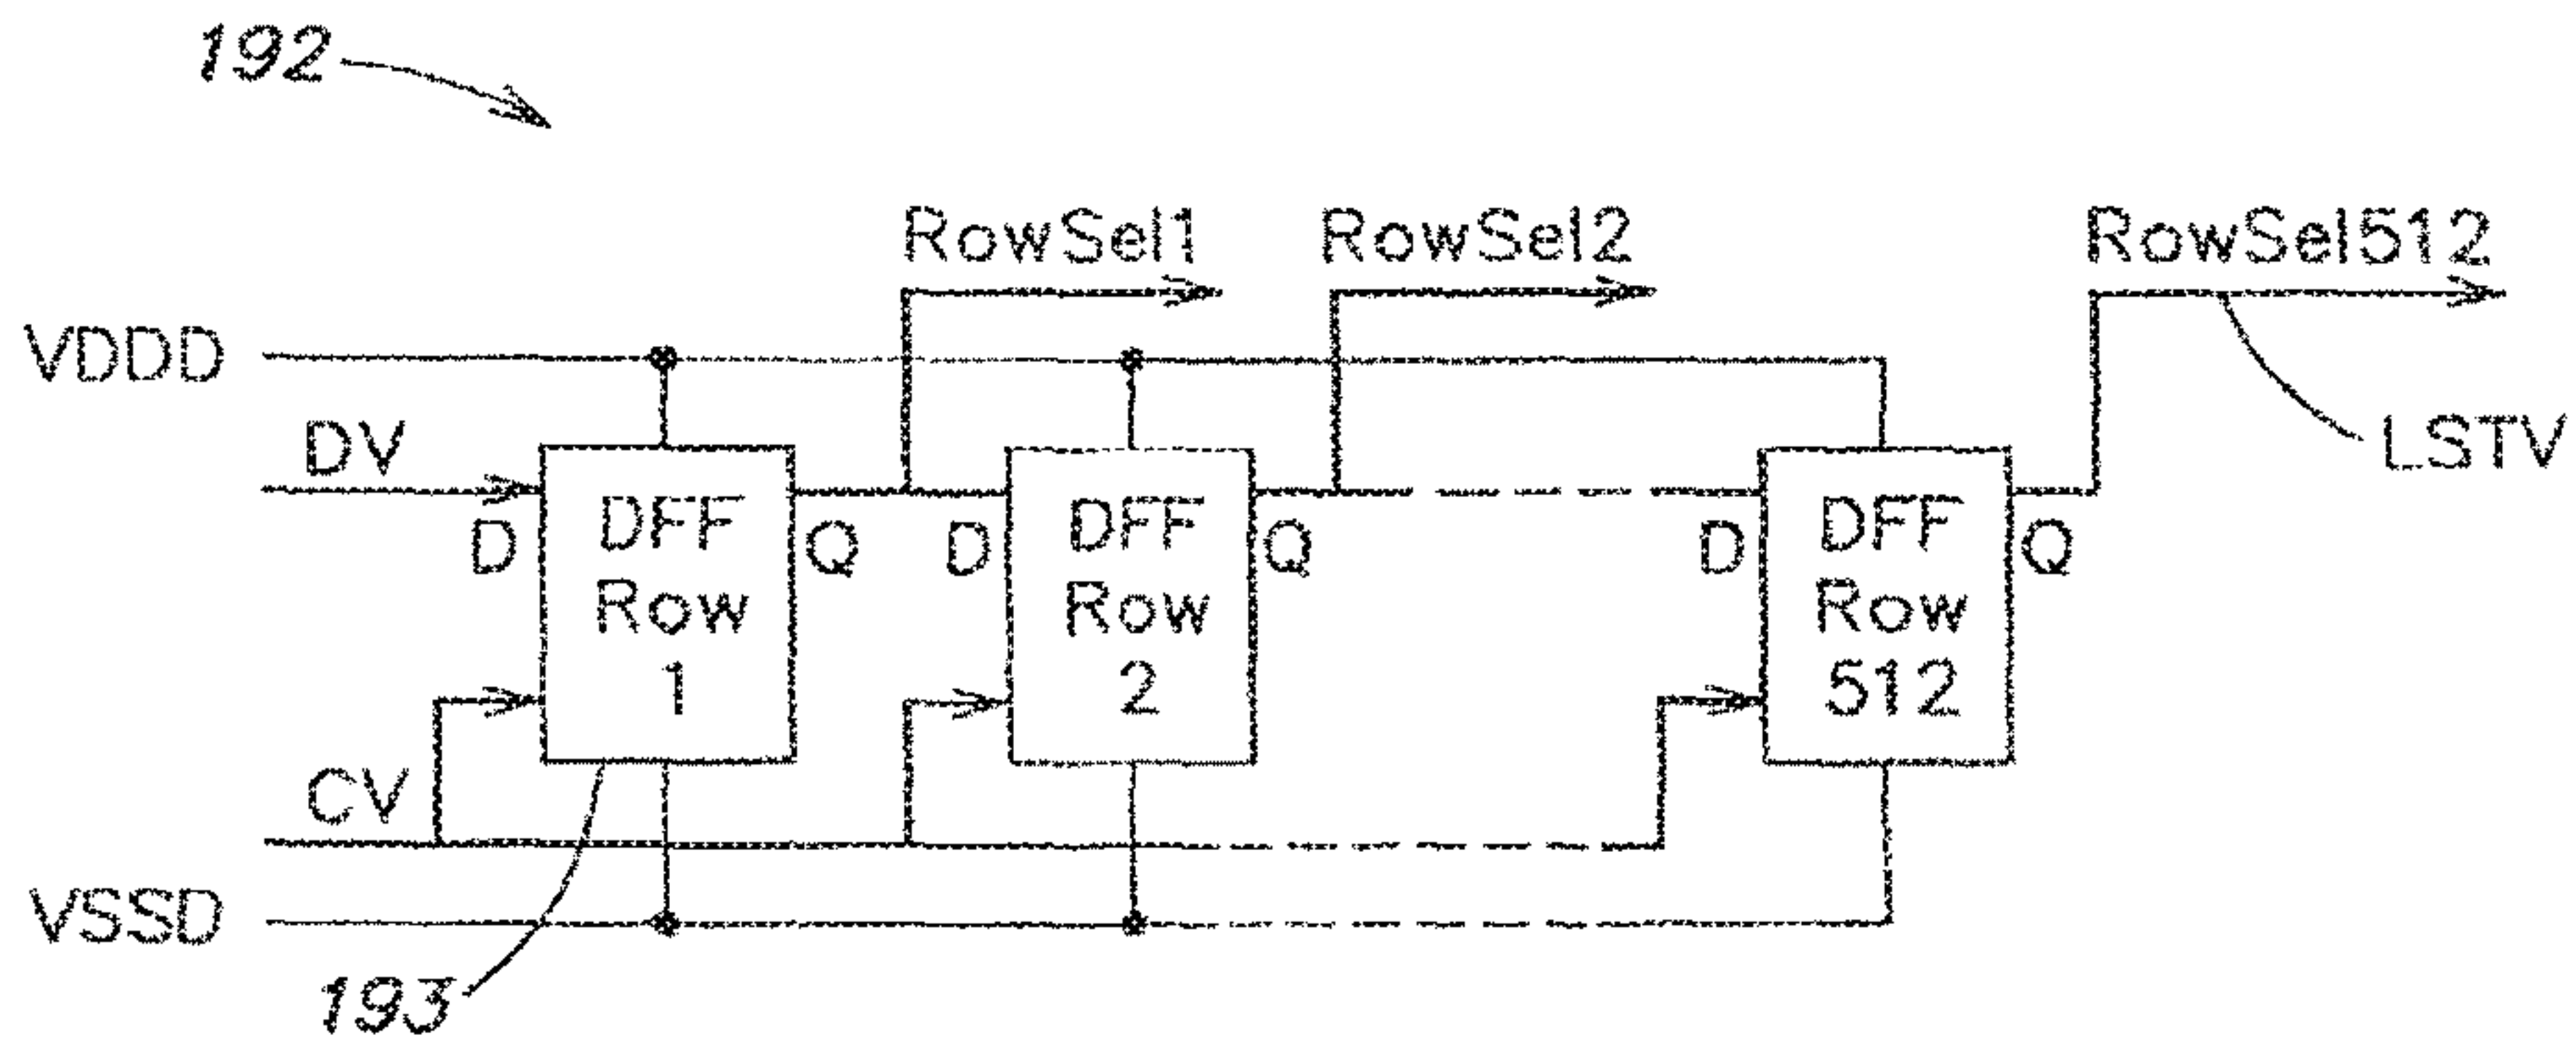 192
RowSel1
RowSel2
RowSel512
VDDD
DV
LSTV
D
DFF
Row
1
Q
D
DFF
Row
2
Q
D
DFF
Row
512
Q
CV
VSSD
193